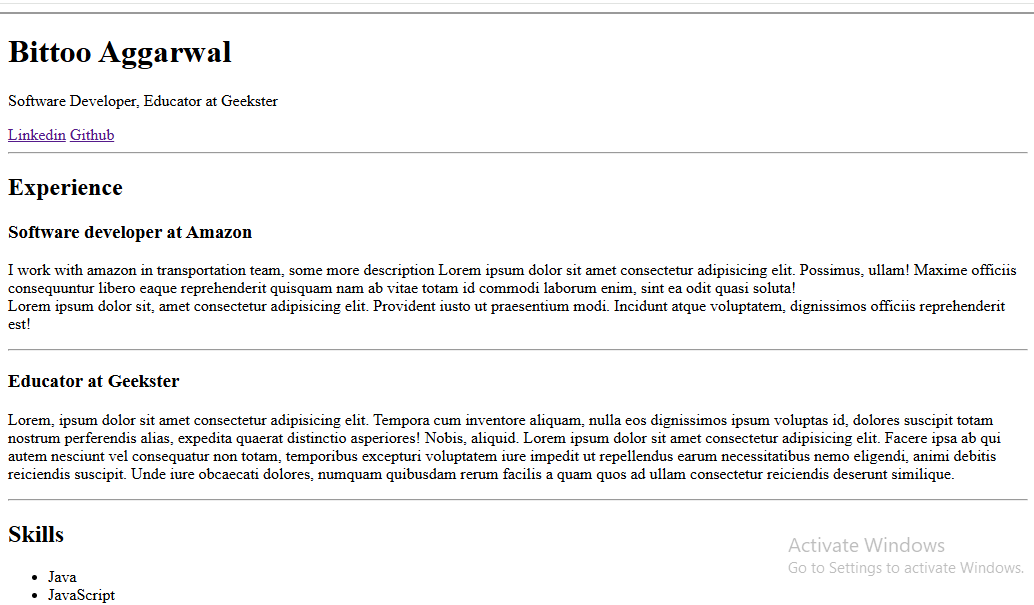 Bittoo Aggarwal
Software Developer, Educator at Geekster
Linkedin Github
Experience
Software developer at Amazon
I work with amazon in transportation team, some more description Lorem ipsum dolor sit amet consectetur adipisicing elit. Possimus, ullam! Maxime officiis
consequuntur libero eaque reprehenderit quisquam nam ab vitae totam id commodi laborum enim, sint ea odit quasi soluta!
Lorem ipsum dolor sit, amet consectetur adipisicing elit. Provident iusto ut praesentium modi. Incidunt atque voluptatem, dignissimos officiis reprehenderit
est!
Educator at Geekster
Lorem, ipsum dolor sit amet consectetur adipisicing elit. Tempora cum inventore aliquam, nulla eos dignissimos ipsum voluptas id, dolores suscipit totam
nostrum perferendis alias, expedita quaerat distinctio asperiores! Nobis, aliquid. Lorem ipsum dolor sit amet consectetur adipisicing elit. Facere ipsa ab qui
autem nesciunt vel consequatur non totam, temporibus excepturi voluptatem iure impedit ut repellendus earum necessitatibus nemo eligendi, animi debitis
reiciendis suscipit. Unde iure obcaecati dolores, numquam quibusdam rerum facilis a quam quos ad ullam consectetur reiciendis deserunt similique.
Skills
Java
JavaScript
Activate Windows
Go to Settings to activate Windows.